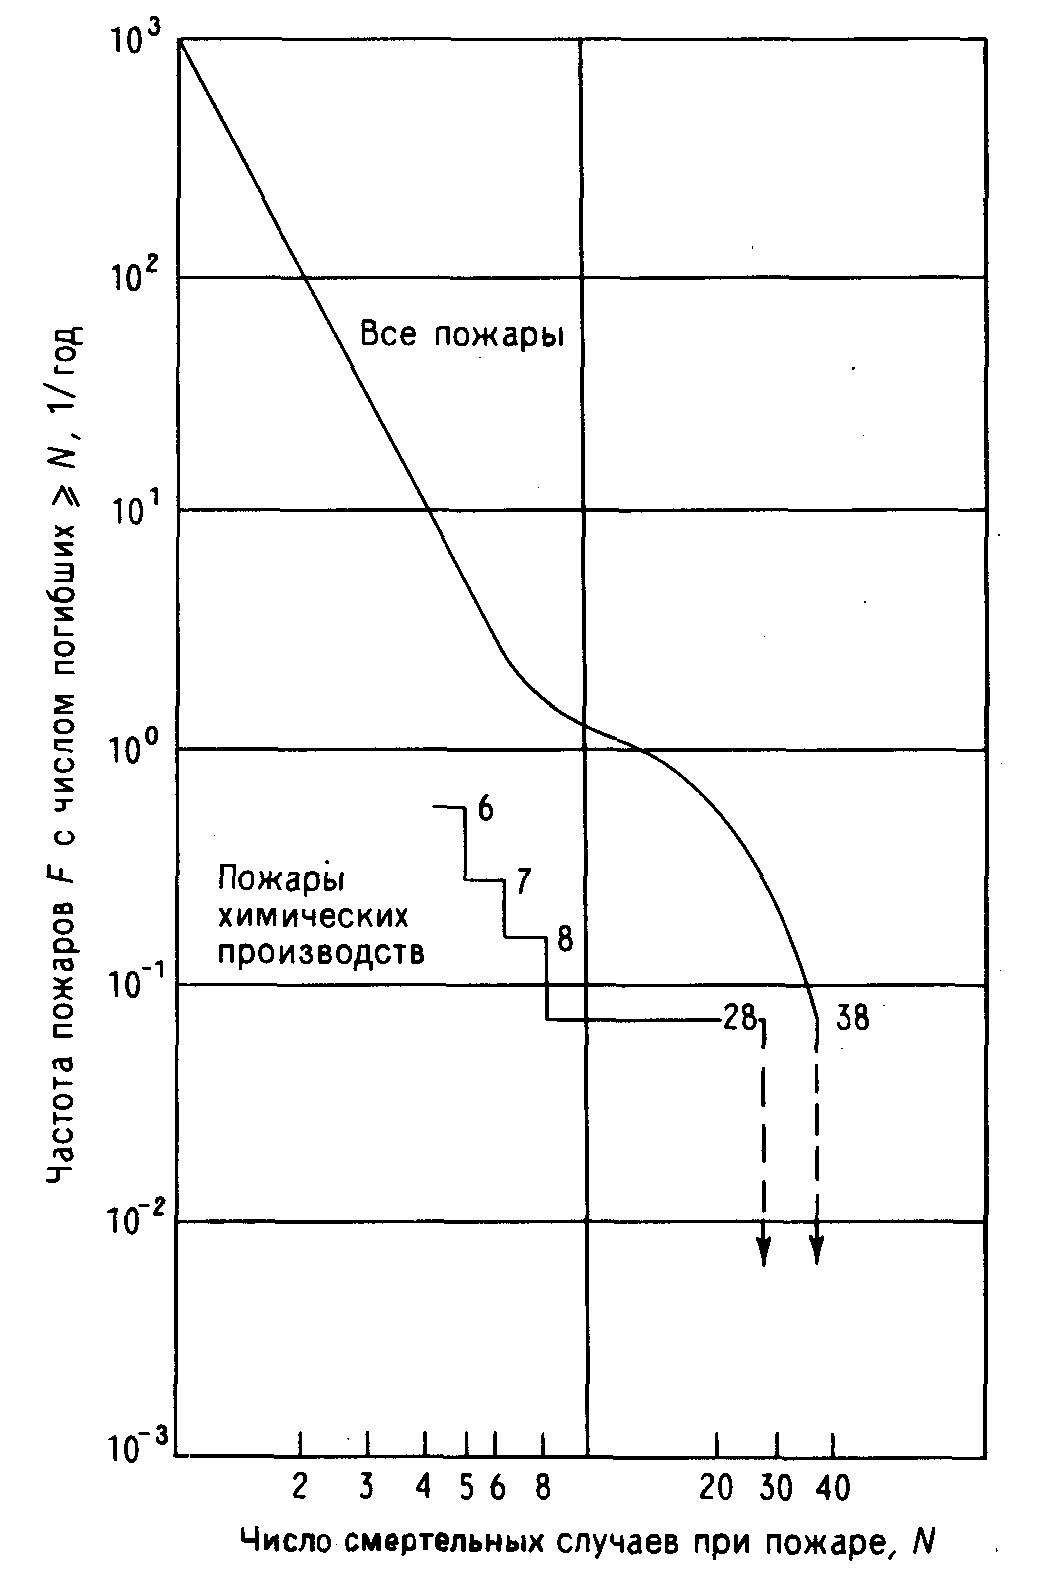 Частота пожаров F с числом погибших ⩾ N, 1/год
10³
10²
10¹
10⁰
10⁻¹
10⁻²
10⁻³
Все пожары
6
7
8
Пожары
химических
производств
28
38
2 3 4 5 6 8 20 30 40
Число смертельных случаев при пожаре, N